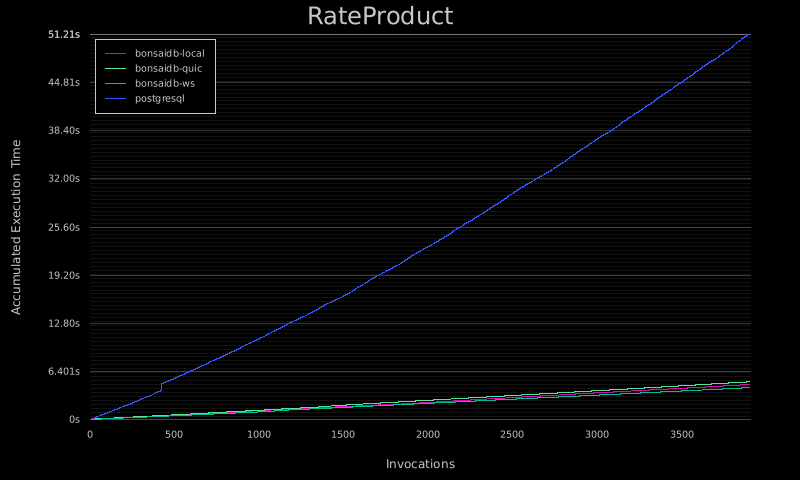 RateProduct
51.21s
bonsaidb-local
bonsaidb-quic
44.81s
bonsaidb-ws
postgresql
38.40s
32.00s
25.60s
19.20s
12.80s
6.401s
0s
0 500 1000 1500 2000 2500 3000 3500
Accumulated Execution Time
Invocations